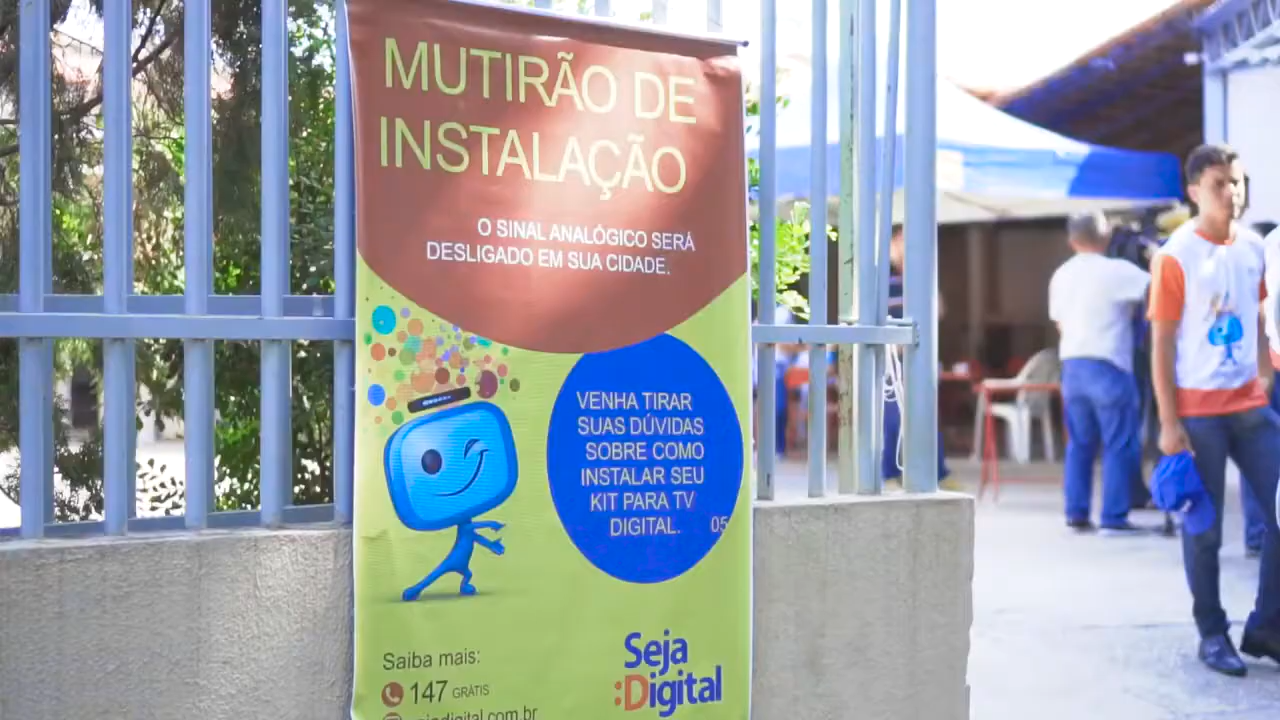 MUTIRÃO DE
INSTALAÇÃO
O SINAL ANALÓGICO SERÁ
DESLIGADO EM SUA CIDADE.
VENHA TIRAR
SUAS DÚVIDAS
SOBRE COMO
INSTALAR SEU
KIT PARA TV
DIGITAL.
05
Saiba mais:
147 GRÁTIS
Seja
:Digital